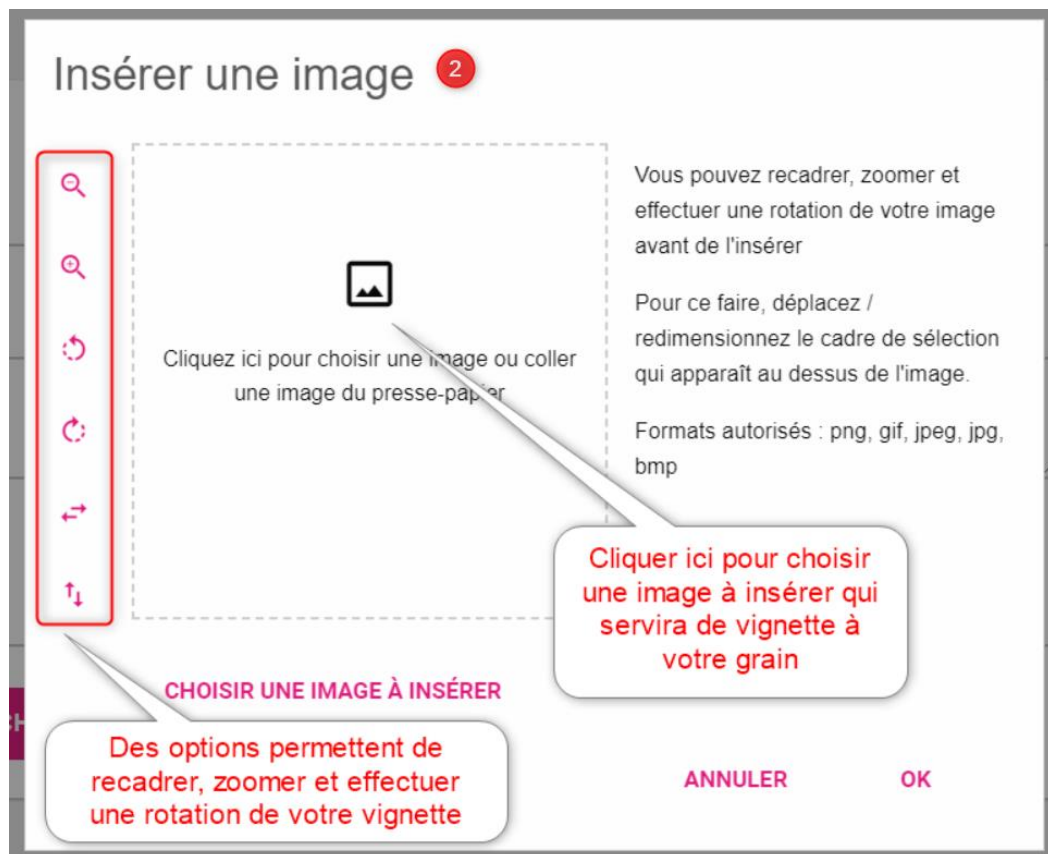 Insérer une image 2
Cliquez ici pour choisir une image ou coller
une image du presse-papier
Vous pouvez recadrer, zoomer et
effectuer une rotation de votre image
avant de l'insérer
Pour ce faire, déplacez /
redimensionnez le cadre de sélection
qui apparaît au dessus de l'image.
Formats autorisés : png, gif, jpeg, jpg,
bmp
Cliquer ici pour choisir
une image à insérer qui
servira de vignette à
votre grain
CHOISIR UNE IMAGE À INSÉRER
Des options permettent de
recadrer, zoomer et effectuer
une rotation de votre vignette
ANNULER OK